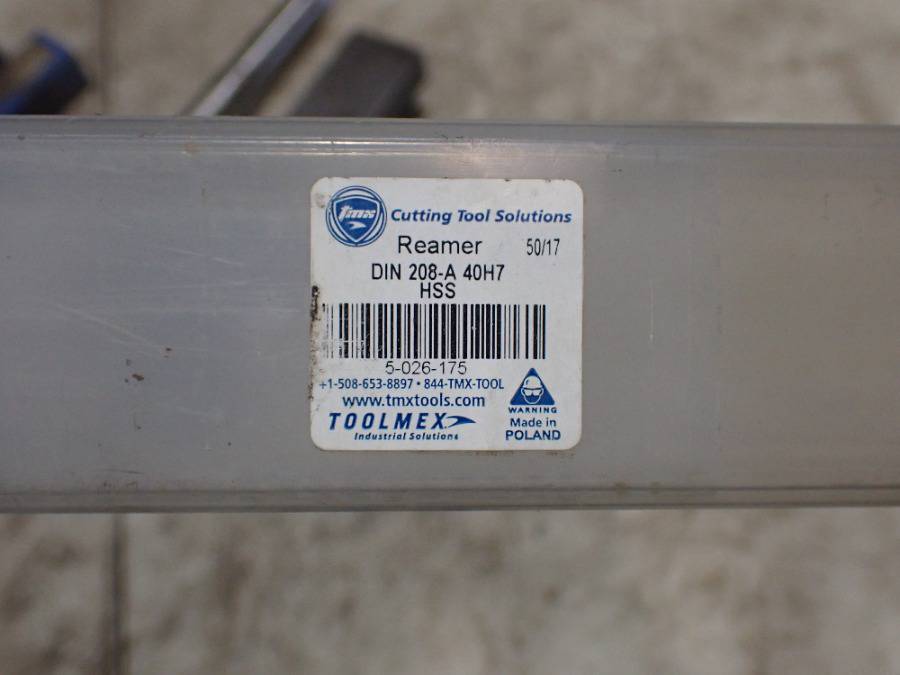 tmx Cutting Tool Solutions
Reamer 50/17
DIN 208-A 40H7
HSS
5-026-175
+1-508-653-8897 • 844-TMX-TOOL
www.tmxtools.com
TOOLMEX
Industrial Solutions
WARNING
Made in
POLAND